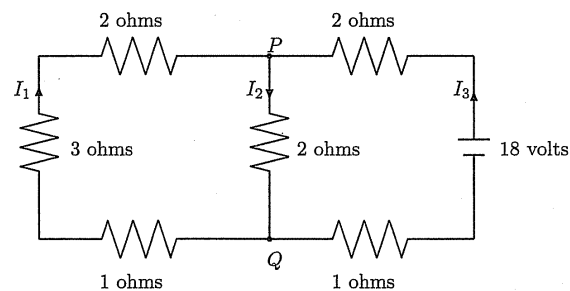 2 ohms
2 ohms
P
I1
I2
I3
3 ohms
2 ohms
18 volts
Q
1 ohms
1 ohms